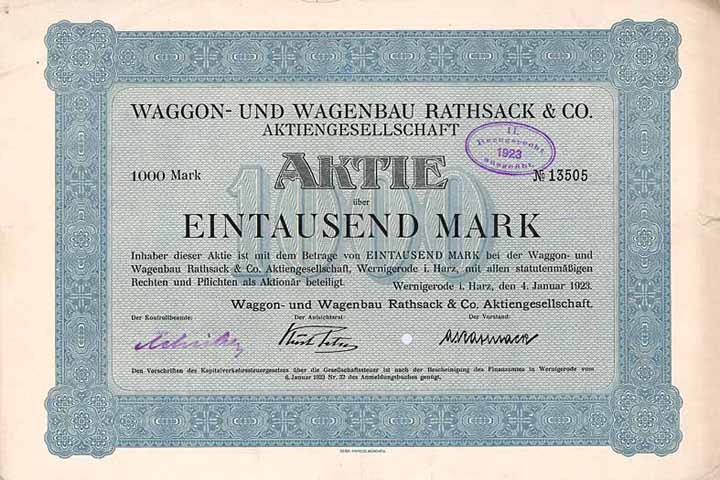 WAGGON- UND WAGENBAU RATHSACK & CO.
AKTIENGESELLSCHAFT
II.
Bezugsrecht
1923
ausgeübt.
1000
AKTIE
1000 Mark
№ 13505
über
EINTAUSEND MARK
Inhaber dieser Aktie ist mit dem Betrage von EINTAUSEND MARK bei der Waggon- und
Wagenbau Rathsack & Co. Aktiengesellschaft, Wernigerode i. Harz, mit allen statutenmäßigen
Rechten und Pflichten als Aktionär beteiligt. Wernigerode i. Harz, den 4. Januar 1923.
Waggon- und Wagenbau Rathsack & Co. Aktiengesellschaft.
Der Kontrollbeamte: Der Aufsichtsrat: Der Vorstand:
Den Vorschriften des Kapitalverkehrssteuergesetzes über die Gesellschaftssteuer ist nach der Bescheinigung des Finanzamtes in Wernigerode vom
6. Januar 1923 Nr. 32 des Anmeldungsbuches genügt.